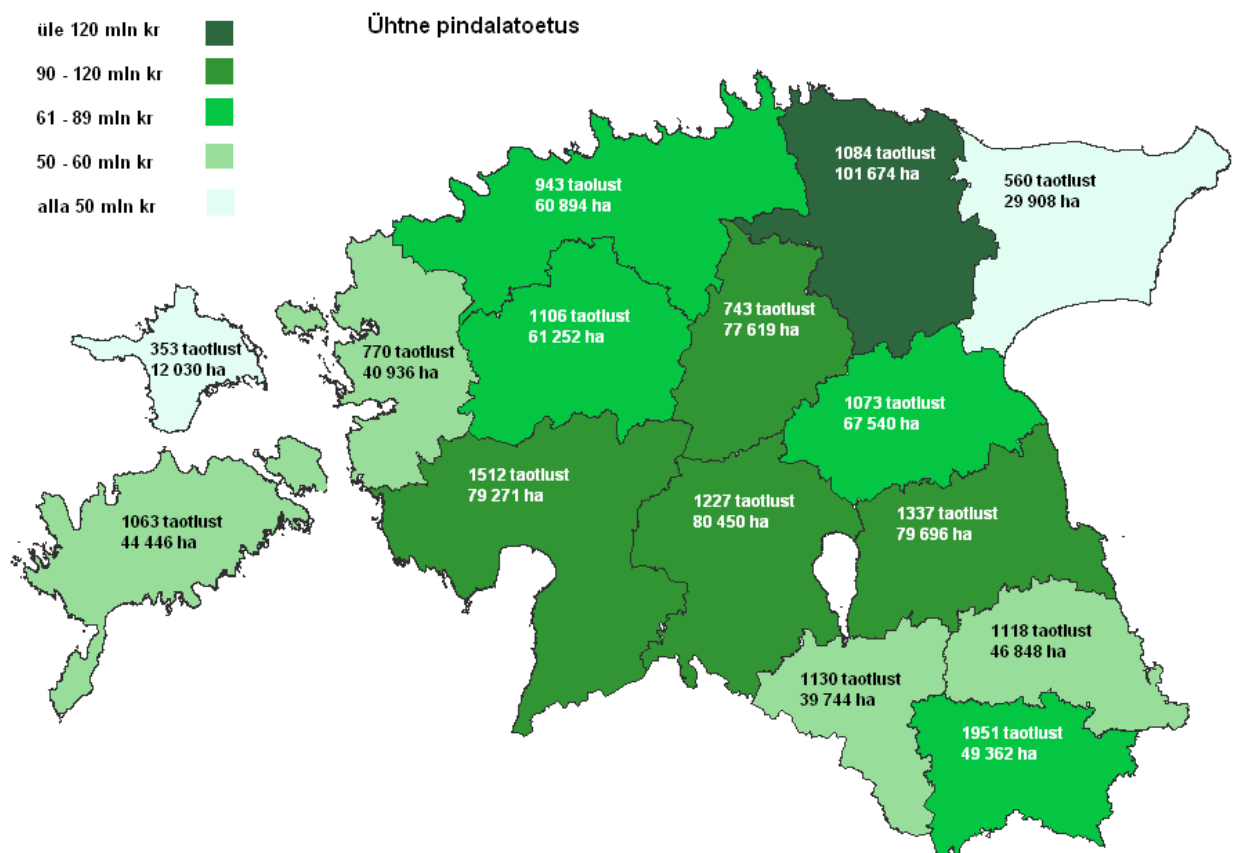 Ühtne pindalatoetus
üle 120 mln kr
90 - 120 mln kr
61 - 89 mln kr
50 - 60 mln kr
alla 50 mln kr
1084 taotlust
101 674 ha
560 taotlust
29 908 ha
943 taolust
60 894 ha
743 taotlust
77 619 ha
1106 taotlust
61 252 ha
353 taotlust
12 030 ha
770 taotlust
40 936 ha
1073 taotlust
67 540 ha
1512 taotlust
79 271 ha
1227 taotlust
80 450 ha
1337 taotlust
79 696 ha
1063 taotlust
44 446 ha
1118 taotlust
46 848 ha
1130 taotlust
39 744 ha
1951 taotlust
49 362 ha